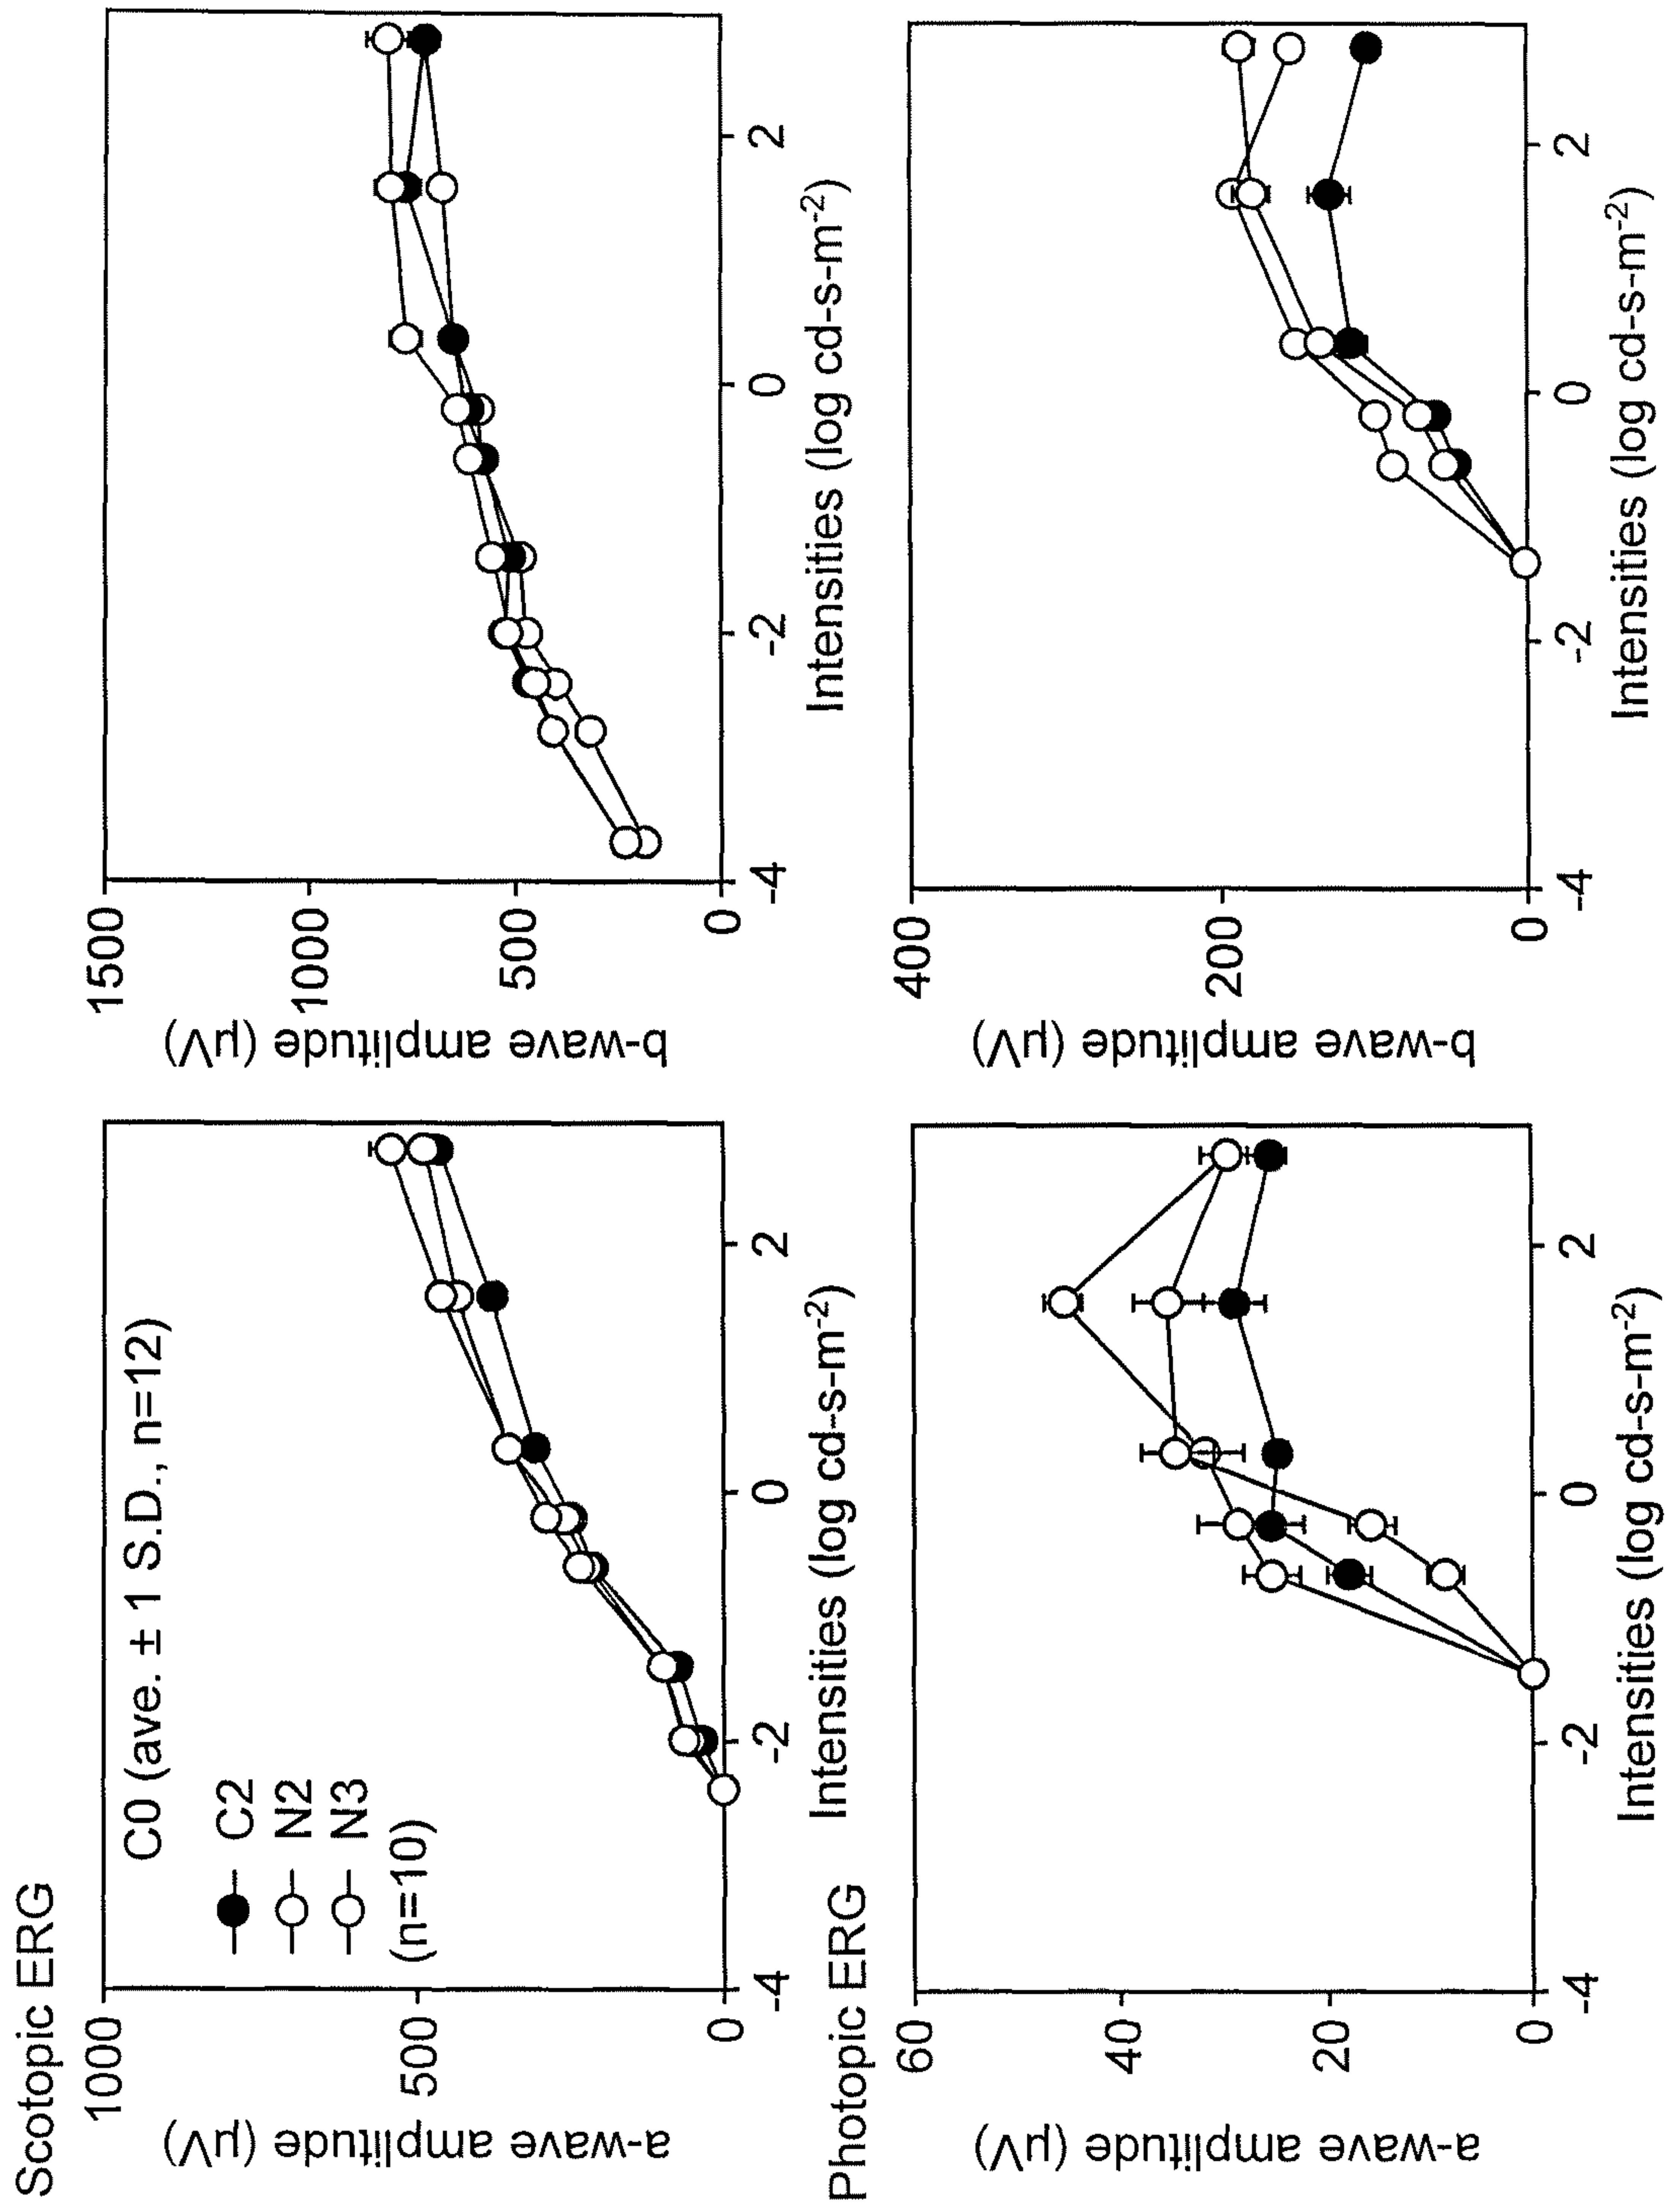 Scotopic ERG
C0 (ave. ± 1 S.D., n=12)
C2
N2
N3
(n=10)
a-wave amplitude (µV)
1000
500
0
-4
-2
0
2
Intensities (log cd-s-m-2)
b-wave amplitude (µV)
1500
1000
500
0
-4
-2
0
2
Intensities (log cd-s-m-2)
Photopic ERG
a-wave amplitude (µV)
60
40
20
0
-4
-2
0
2
Intensities (log cd-s-m-2)
b-wave amplitude (µV)
400
200
0
-4
-2
0
2
Intensities (log cd-s-m-2)